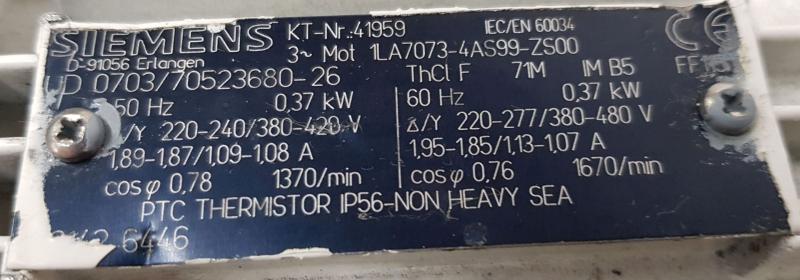 SIEMENS KT-Nr.:41959 IEC/EN 60034
D-91056 Erlangen 3~ Mot 1LA7073-4AS99-ZS00 CE
UD 0703/70523680-26 ThCl F 71M IM B5
50 Hz 0,37 kW 60 Hz 0,37 kW
Δ/Y 220-240/380-420 V Δ/Y 220-277/380-480 V
1,89-1,87/1,09-1,08 A 1,95-1,85/1,13-1,07 A
cosφ 0,78 1370/min cosφ 0,76 1670/min
PTC THERMISTOR IP56-NON HEAVY SEA
6446